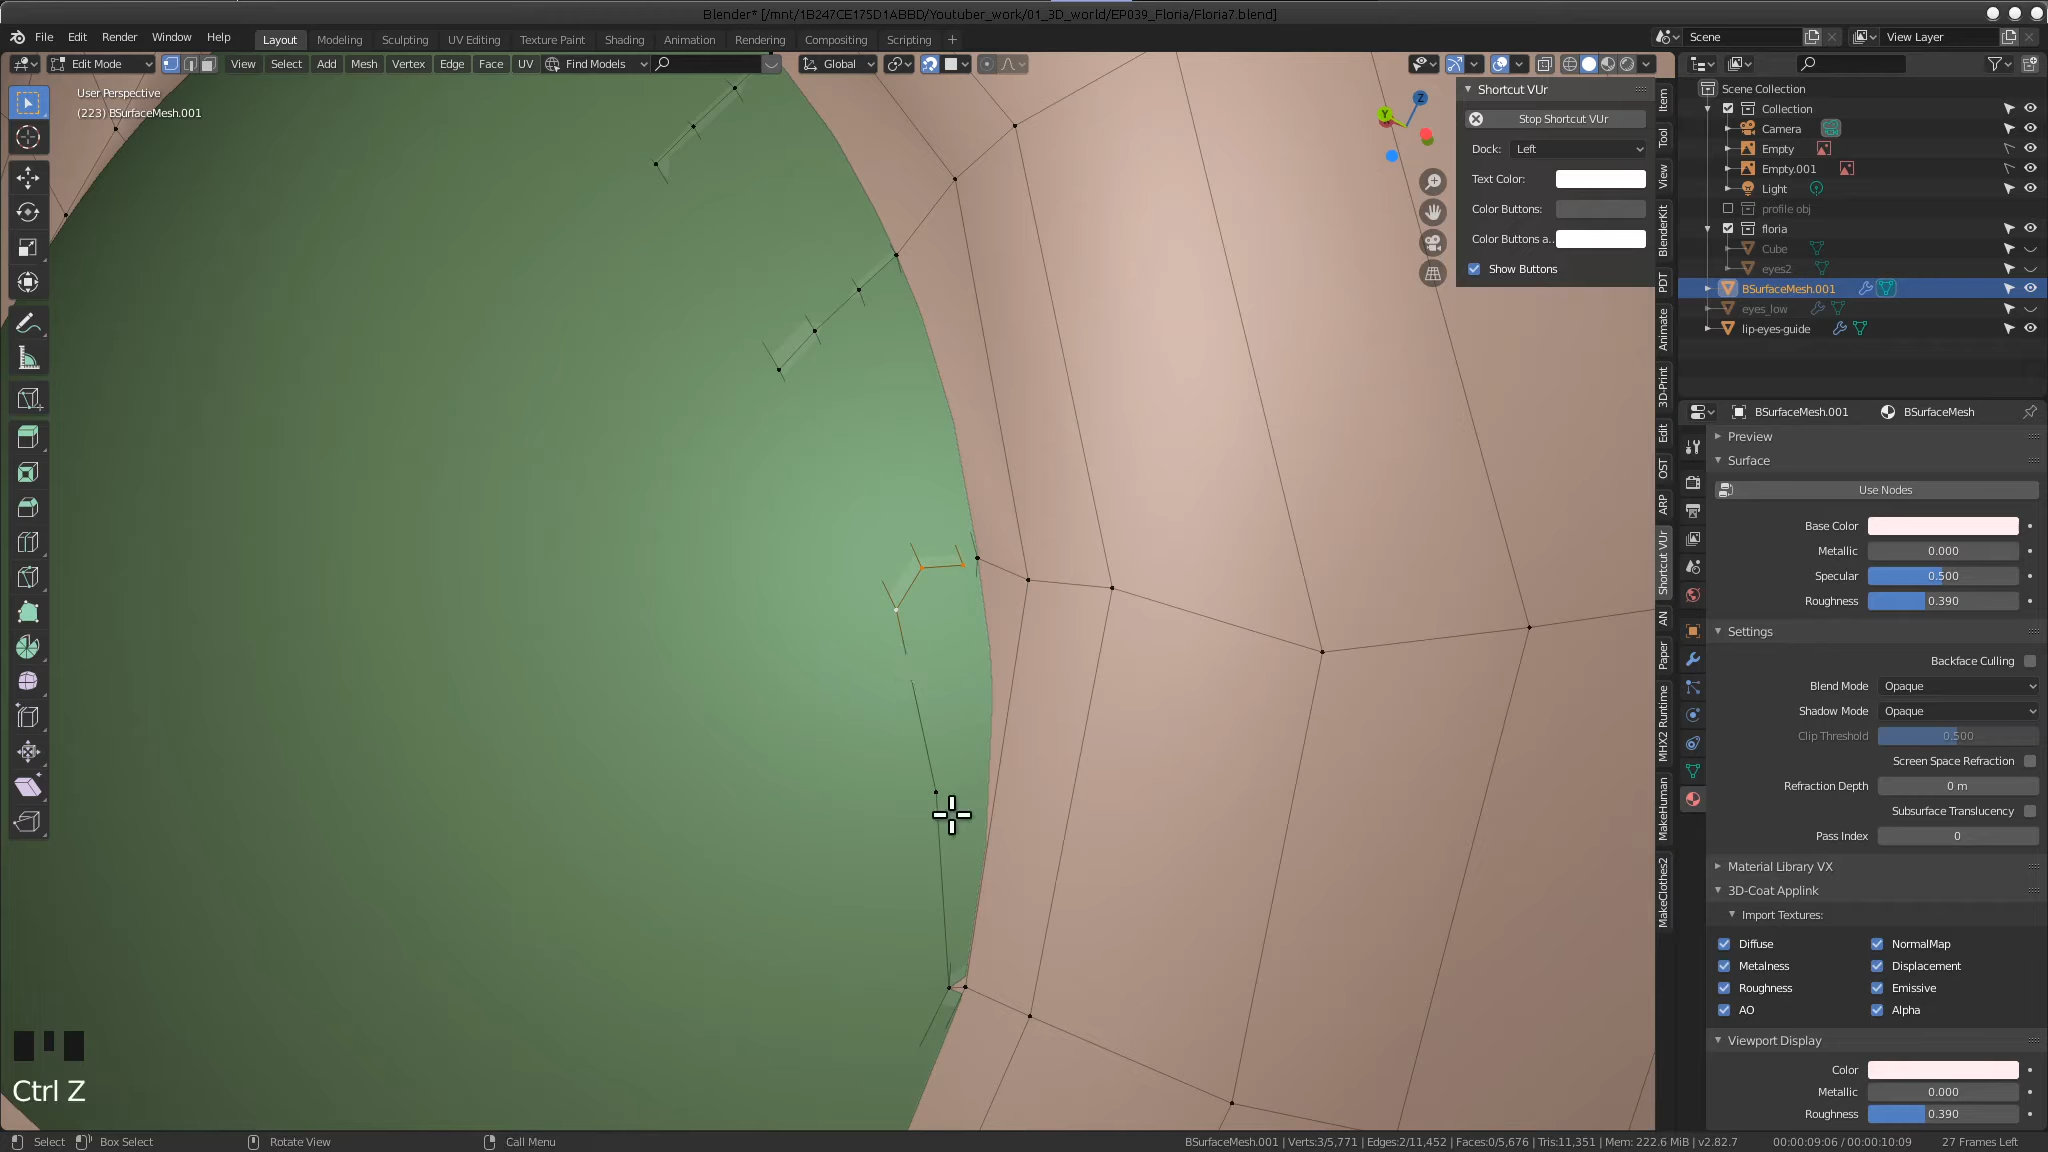 Blender* [/mnt/1B247CE175D1ABBD/Youtuber_work/01_3D_world/EP039_Floria/Floria7.blend]
File Edit Render Window Help Layout Modeling Sculpting UV Editing Texture Paint Shading Animation Rendering Compositing Scripting + Scene View Layer
Edit Mode View Select Add Mesh Vertex Edge Face UV Find Models Global
User Perspective
(223) BSurfaceMesh.001
Shortcut VUr
Stop Shortcut VUr
Dock: Left
Text Color:
Color Buttons:
Color Buttons a..
Show Buttons
Z
Y
Item
Tool
View
BlenderKit
PDT
Animate
3D-Print
Edit
OST
ARP
Shortcut VUr
AN
Paper
MHX2 Runtime
MakeHuman
MakeClothes2
Scene Collection
Collection
Camera
Empty
Empty.001
Light
profile obj
floria
Cube
eyes2
BSurfaceMesh.001
eyes_low
lip-eyes-guide
BSurfaceMesh.001 BSurfaceMesh
Preview
Surface
Use Nodes
Base Color
Metallic 0.000
Specular 0.500
Roughness 0.390
Settings
Backface Culling
Blend Mode Opaque
Shadow Mode Opaque
Clip Threshold 0.500
Screen Space Refraction
Refraction Depth 0 m
Subsurface Translucency
Pass Index 0
Material Library VX
3D-Coat Applink
Import Textures:
Diffuse NormalMap
Metalness Displacement
Roughness Emissive
AO Alpha
Viewport Display
Color
Metallic 0.000
Roughness 0.390
Ctrl Z
Select Box Select Rotate View Call Menu BSurfaceMesh.001 | Verts:3/5,771 | Edges:2/11,452 | Faces:0/5,676 | Tris:11,351 | Mem: 222.6 MiB | v2.82.7 00:00:09:06 / 00:00:10:09 27 Frames Left